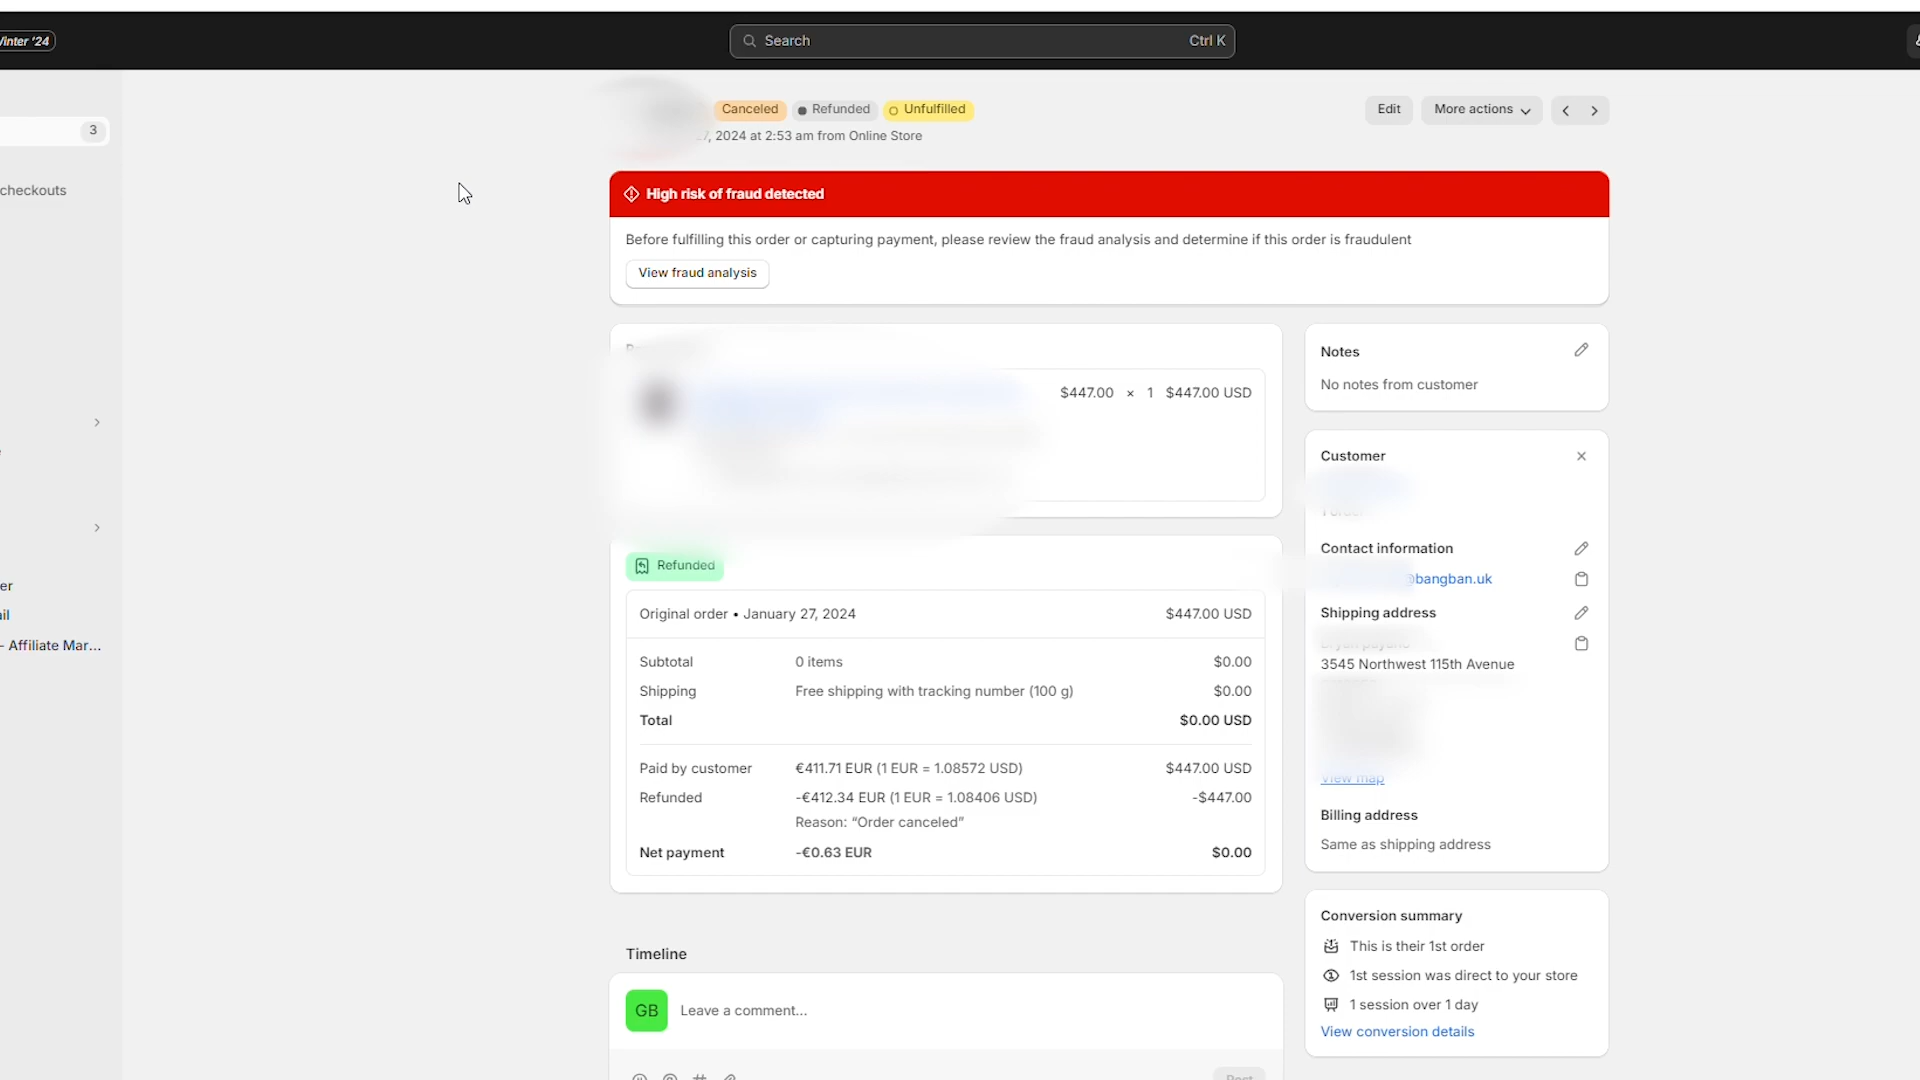 Winter '24
Search
Ctrl K
Canceled
Refunded
Unfulfilled
Edit
More actions
7, 2024 at 2:53 am from Online Store
3
checkouts
er
il
- Affiliate Mar...
High risk of fraud detected
Before fulfilling this order or capturing payment, please review the fraud analysis and determine if this order is fraudulent
View fraud analysis
$447.00 × 1 $447.00 USD
Refunded
Original order • January 27, 2024 $447.00 USD
Subtotal 0 items $0.00
Shipping Free shipping with tracking number (100 g) $0.00
Total $0.00 USD
Paid by customer €411.71 EUR (1 EUR = 1.08572 USD) $447.00 USD
Refunded -€412.34 EUR (1 EUR = 1.08406 USD) -$447.00
Reason: “Order canceled”
Net payment -€0.63 EUR $0.00
Timeline
GB
Leave a comment...
Post
Notes
No notes from customer
Customer
1 order
Contact information
@bangban.uk
Shipping address
3545 Northwest 115th Avenue
View map
Billing address
Same as shipping address
Conversion summary
This is their 1st order
1st session was direct to your store
1 session over 1 day
View conversion details